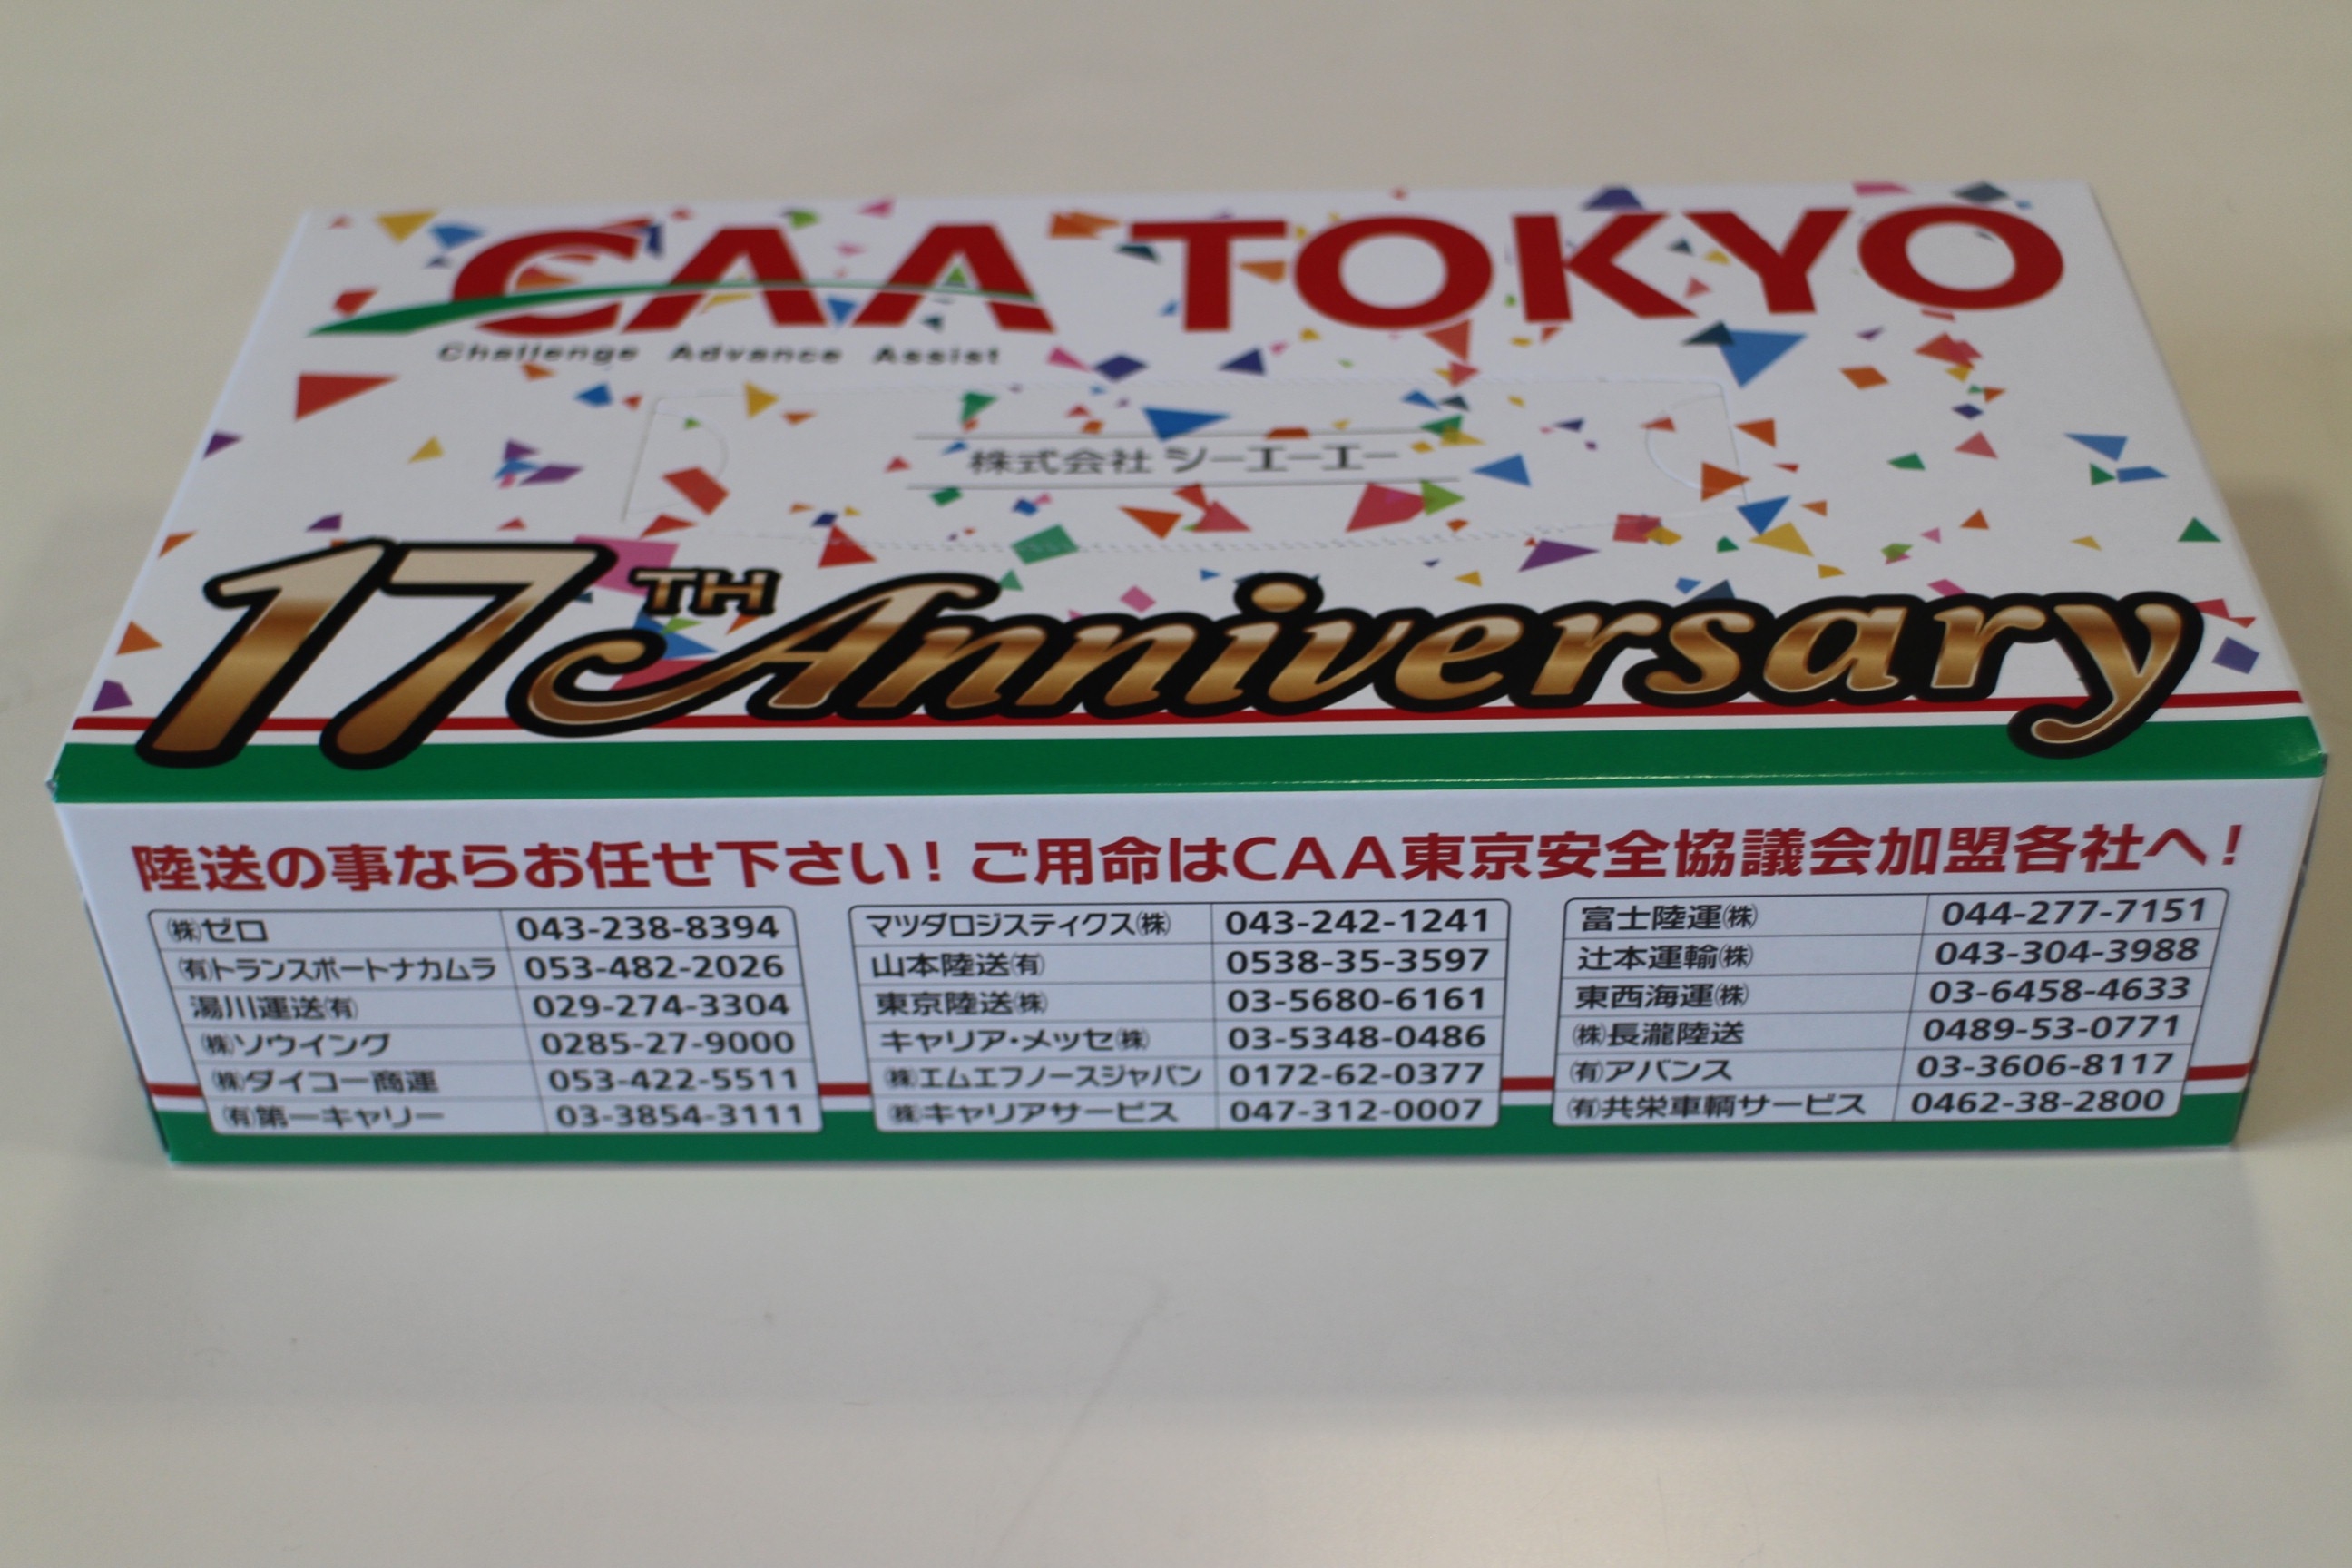 CAA TOKYO
Challenge Advance Assist
株式会社 シーエーエー
17TH Anniversary
陸送の事ならお任せ下さい！ご用命はCAA東京安全協議会加盟各社へ！
㈱ゼロ 043-238-8394
㈲トランスポートナカムラ 053-482-2026
湯川運送㈲ 029-274-3304
㈱ソウイング 0285-27-9000
㈱ダイコー商運 053-422-5511
㈲第一キャリー 03-3854-3111
マツダロジスティクス㈱ 043-242-1241
山本陸送㈲ 0538-35-3597
東京陸送㈱ 03-5680-6161
キャリア・メッセ㈱ 03-5348-0486
㈱エムエフノースジャパン 0172-62-0377
㈱キャリアサービス 047-312-0007
富士陸運㈱ 044-277-7151
辻本運輸㈱ 043-304-3988
東西海運㈱ 03-6458-4633
㈱長瀧陸送 0489-53-0771
㈲アバンス 03-3606-8117
㈲共栄車輌サービス 0462-38-2800